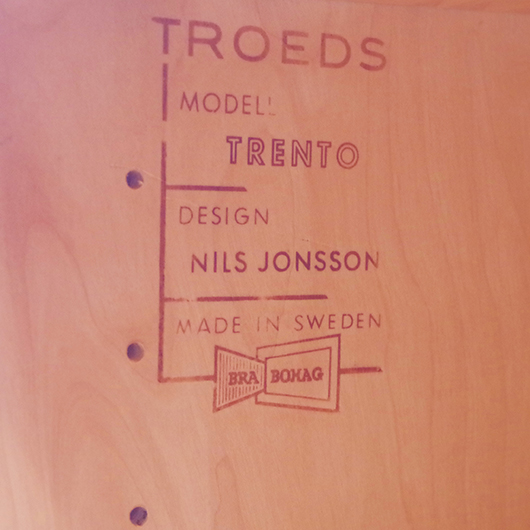 TROEDS
MODELL
TRENTO
DESIGN
NILS JONSSON
MADE IN SWEDEN
BRA BOHAG